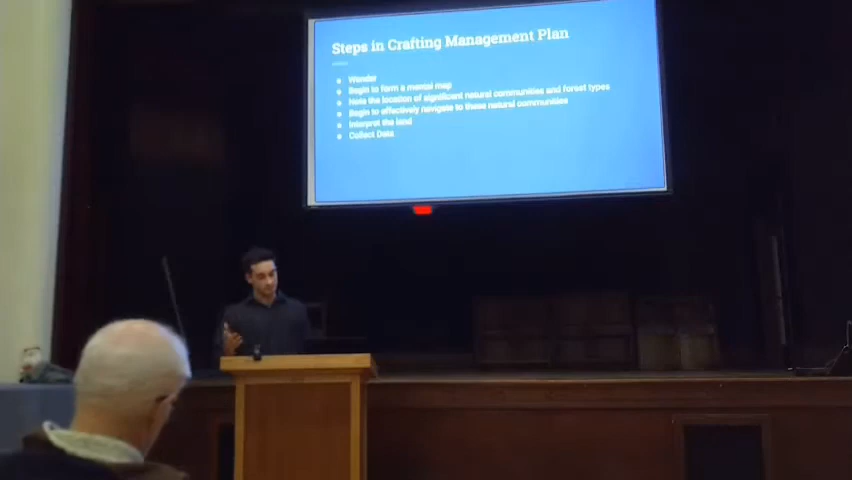 Steps in Crafting Management Plan
Wander
Begin to form a mental map
Note the location of significant natural communities and forest types
Begin to effectively navigate to these natural communities
Interpret the land
Collect Data